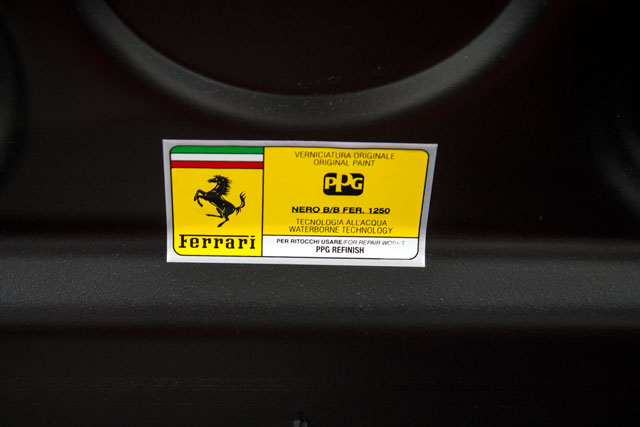 VERNICIATURA ORIGINALE
ORIGINAL PAINT
PPG
NERO B/B FER. 1250
TECNOLOGIA ALL'ACQUA
WATERBORNE TECHNOLOGY
Ferrari
PER RITOCCHI USARE/FOR REPAIR WORKS
PPG REFINISH